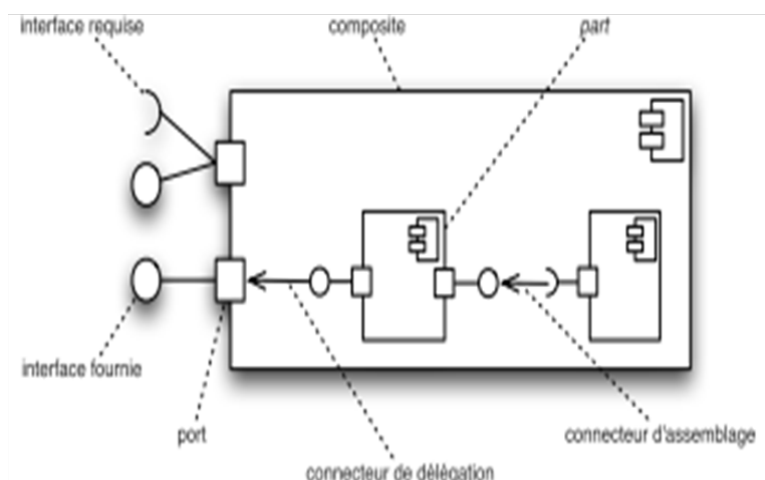 interface requise
composite
part
interface fournie
port
connecteur d'assemblage
connecteur de délégation